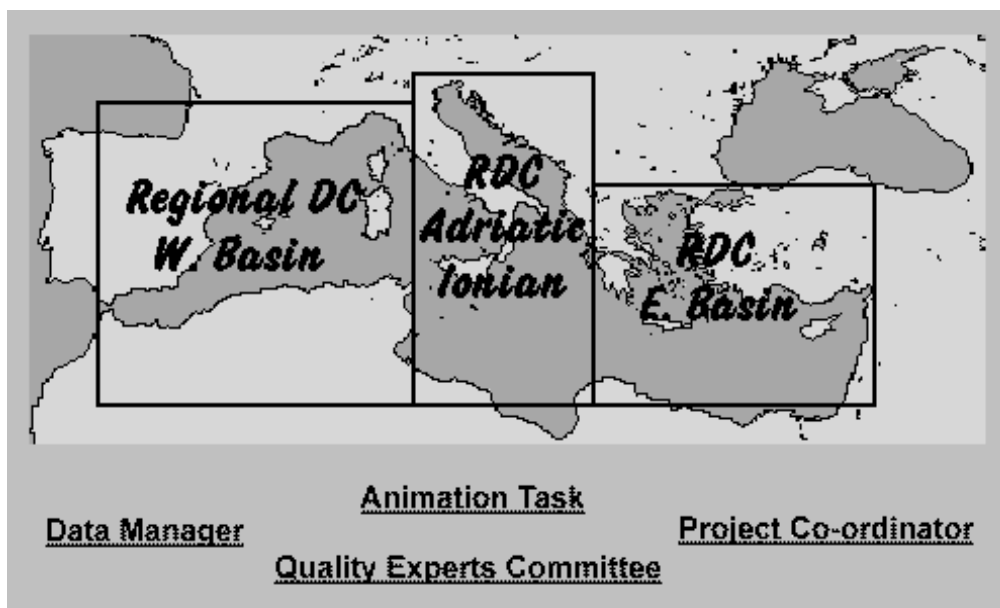 Regional DC
W. Basin
RDC
Adriatic
Ionian
RDC
E. Basin
Animation Task
Data Manager
Project Co-ordinator
Quality Experts Committee